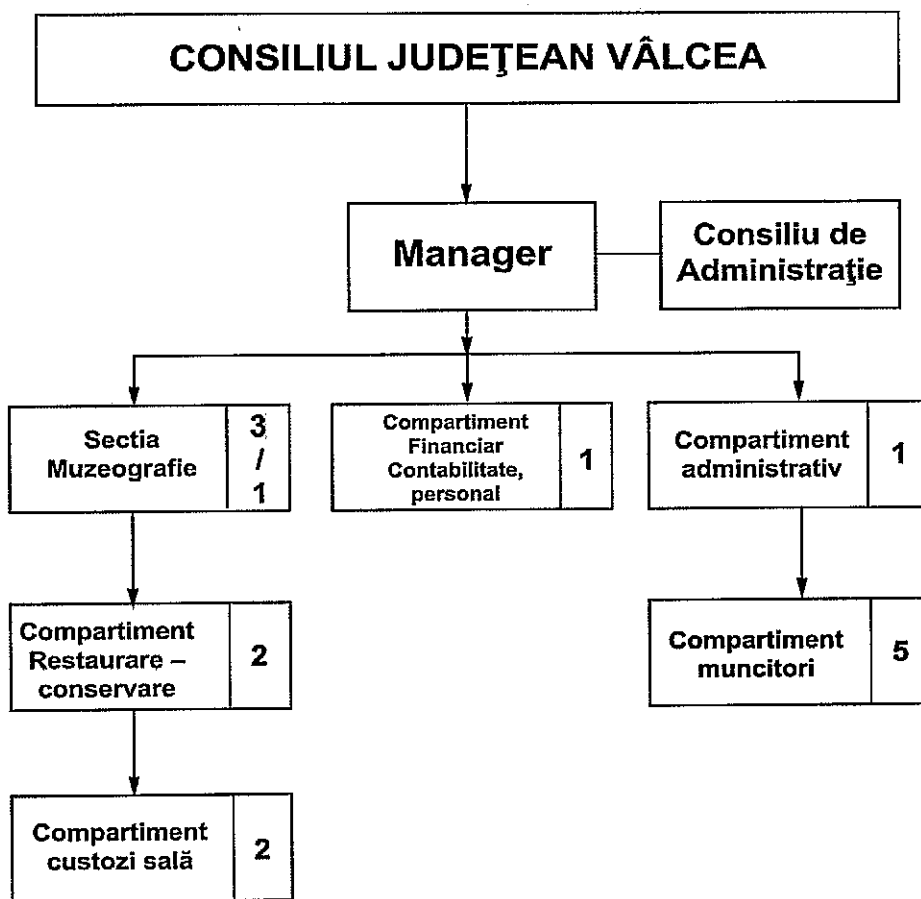 CONSILIUL JUDEŢEAN VÂLCEA
Manager
Consiliu de
Administraţie
Sectia
Muzeografie
3
/
1
Compartiment
Financiar
Contabilitate,
personal
1
Compartiment
administrativ
1
Compartiment
Restaurare –
conservare
2
Compartiment
muncitori
5
Compartiment
custozi sală
2